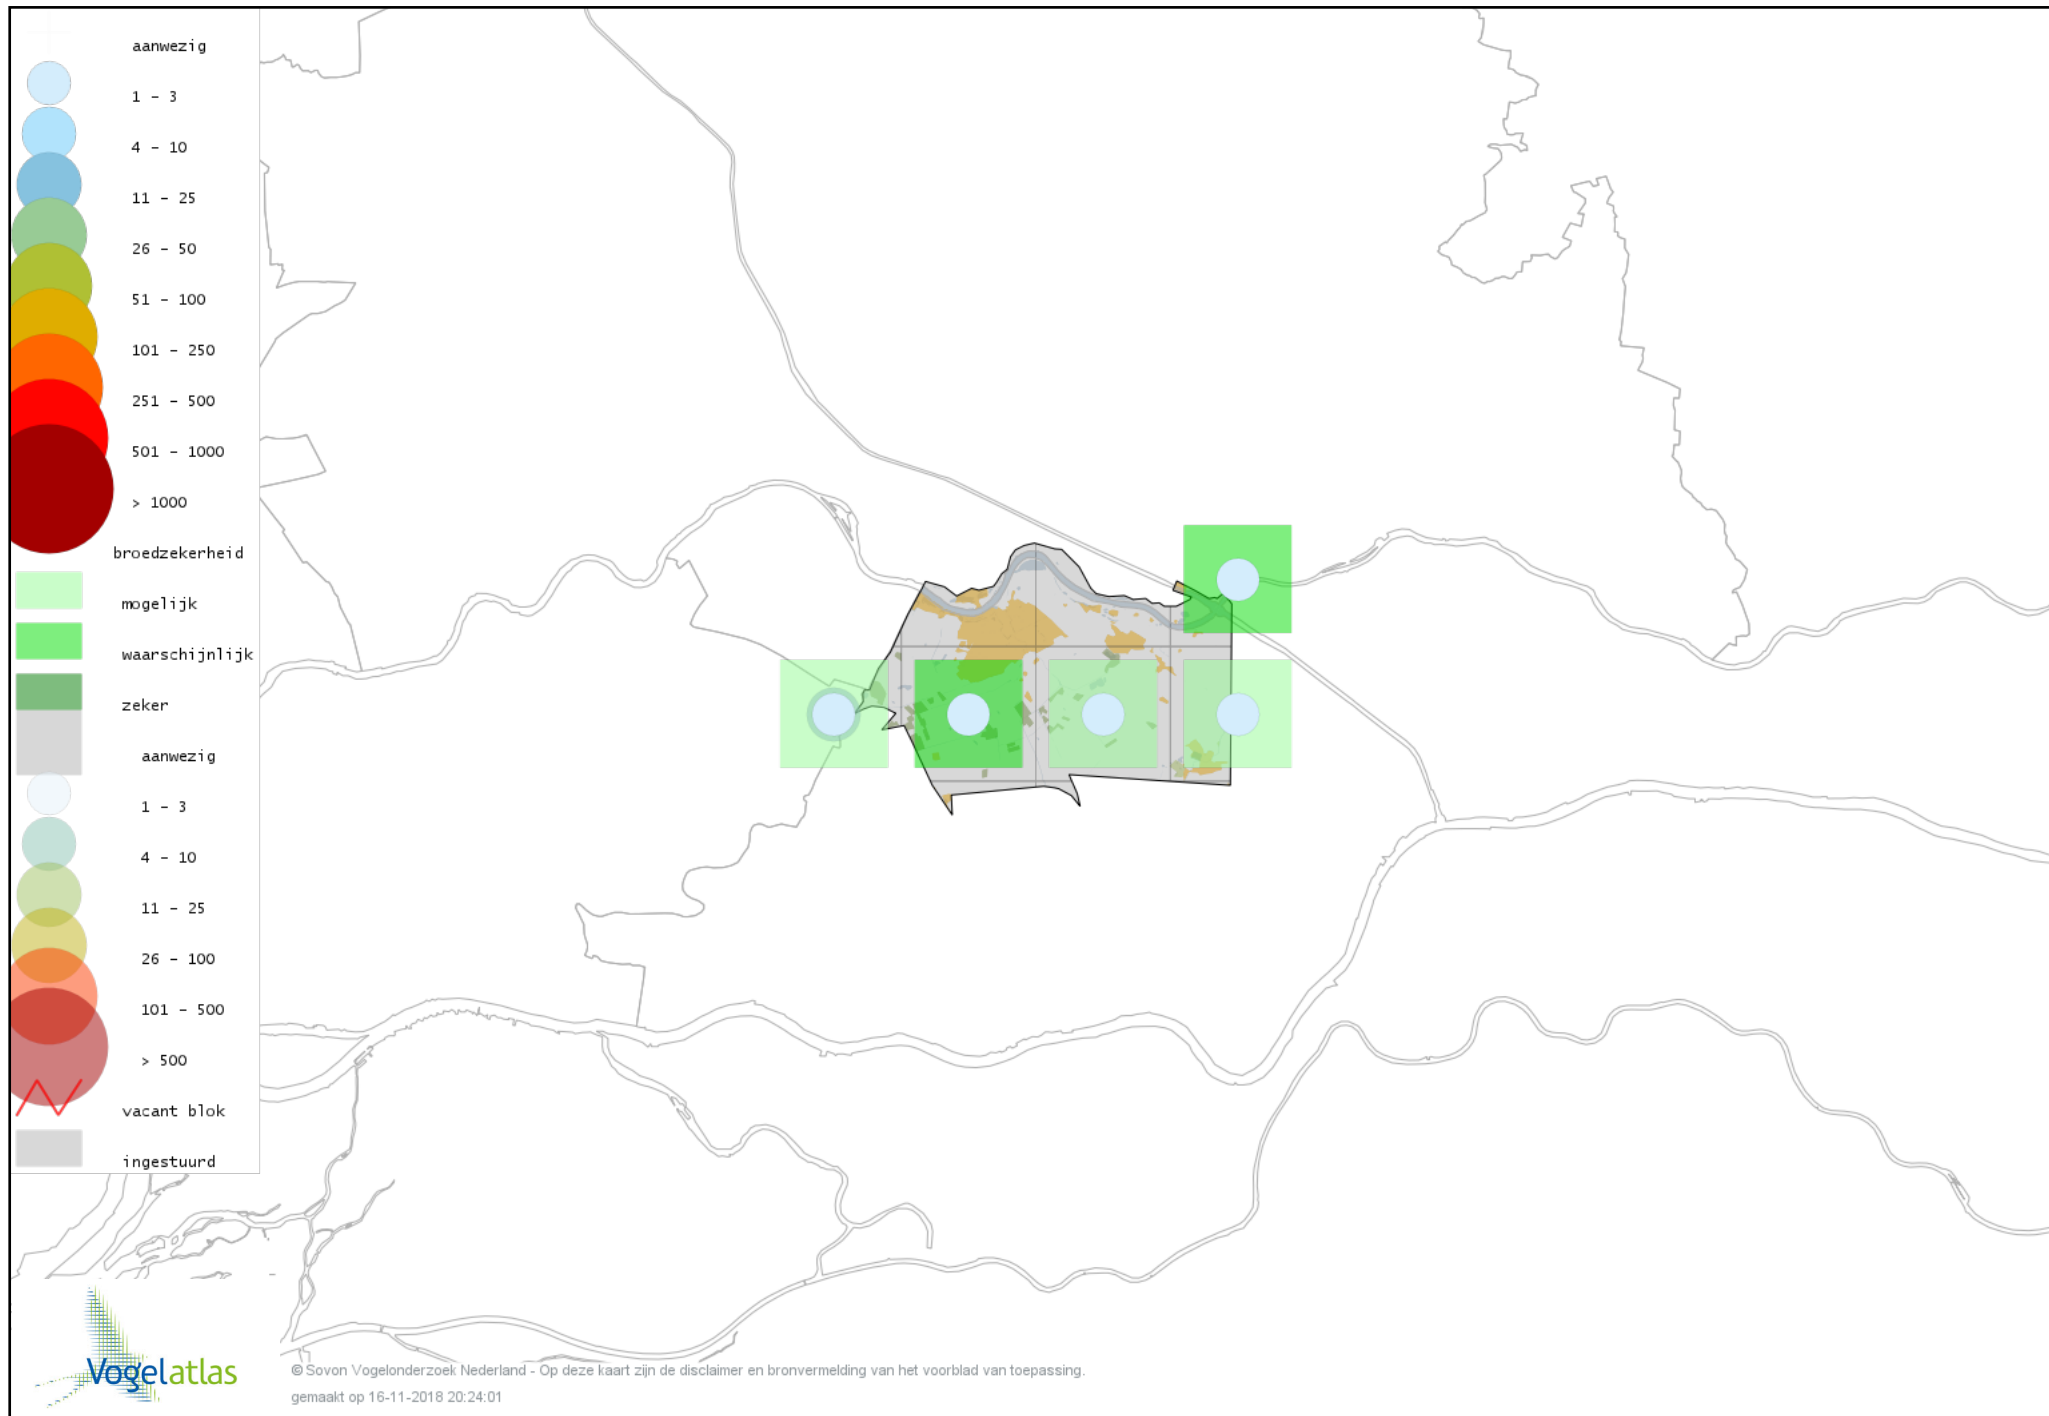 aanwezig
1 - 3
4 - 10
11 - 25
26 - 50
51 - 100
101 - 250
251 - 500
501 - 1000
> 1000
broedzekerheid
mogelijk
waarschijnlijk
zeker
aanwezig
1 - 3
4 - 10
11 - 25
26 - 100
101 - 500
> 500
vacant blok
ingestuurd
Vogelatlas
© Sovon Vogelonderzoek Nederland - Op deze kaart zijn de disclaimer en bronvermelding van het voorblad van toepassing.
gemaakt op 16-11-2018 20:24:01